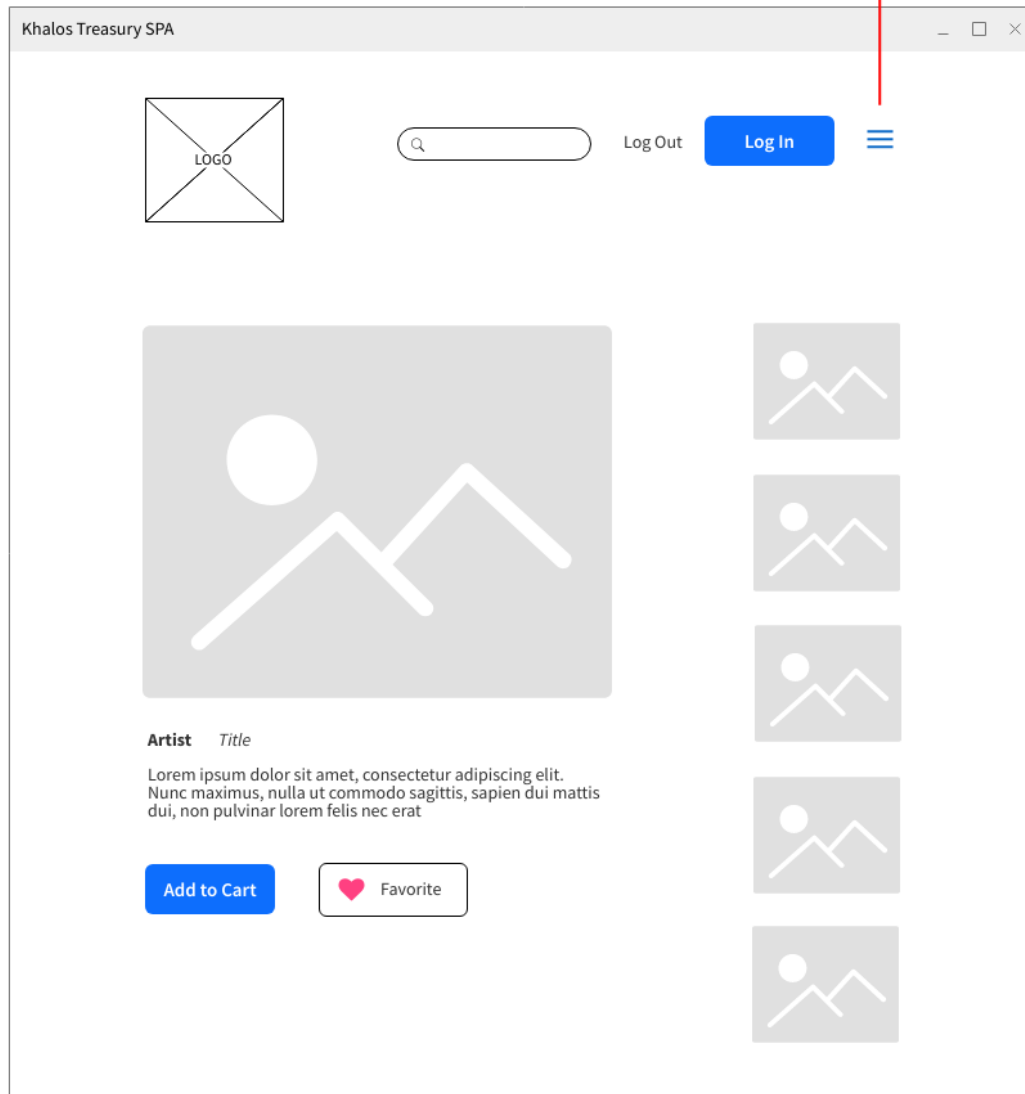 Khalos Treasury SPA
LOGO
Log Out
Log In
Artist Title
Lorem ipsum dolor sit amet, consectetur adipiscing elit.
Nunc maximus, nulla ut commodo sagittis, sapien dui mattis
dui, non pulvinar lorem felis nec erat
Add to Cart
Favorite